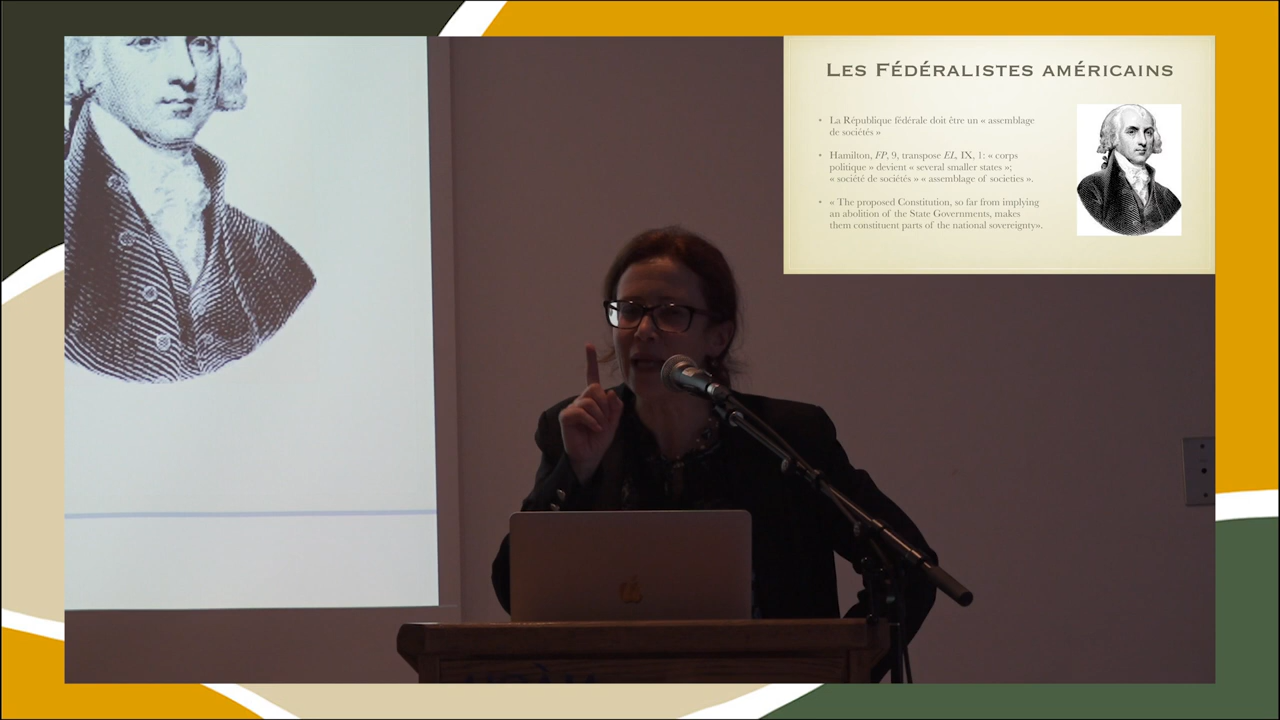 Les Fédéralistes américains
• La République fédérale doit être un « assemblage
de sociétés »
• Hamilton, FP, 9, transpose EL, IX, 1: « corps
politique » devient « several smaller states »;
« société de sociétés » « assemblage of societies ».
• « The proposed Constitution, so far from implying
an abolition of the State Governments, makes
them constituent parts of the national sovereignty».